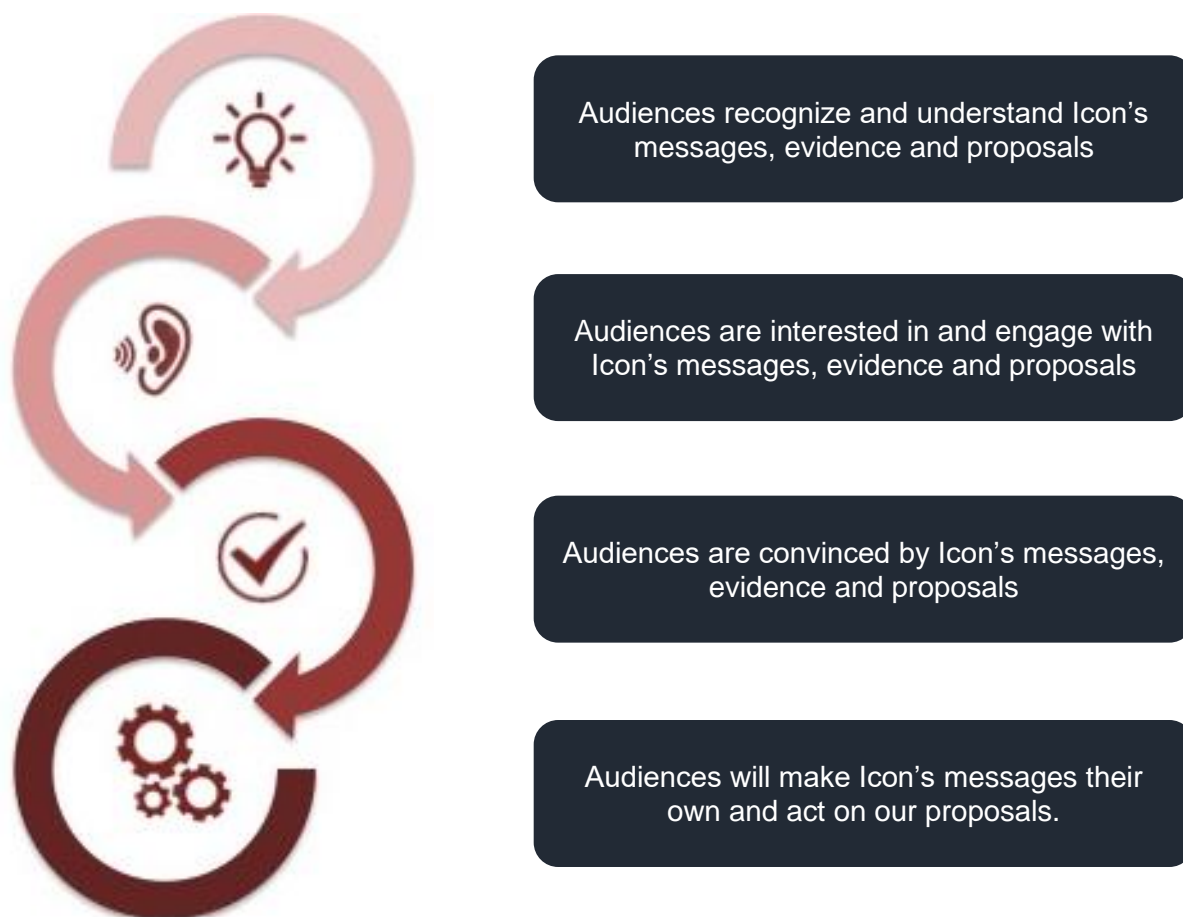 Audiences recognize and understand Icon’s
messages, evidence and proposals
Audiences are interested in and engage with
Icon’s messages, evidence and proposals
Audiences are convinced by Icon’s messages,
evidence and proposals
Audiences will make Icon’s messages their
own and act on our proposals.